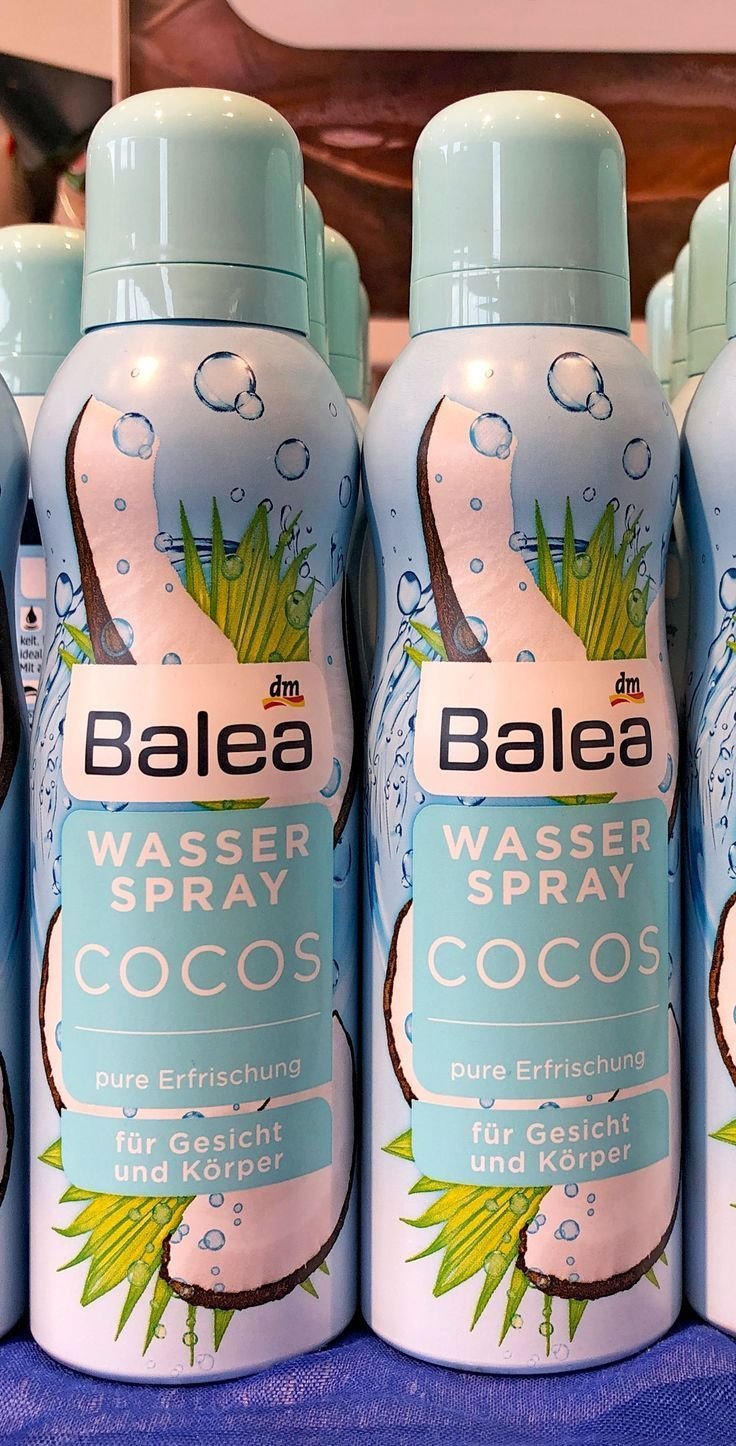 dm
Balea
WASSER
SPRAY
COCOS
pure Erfrischung
für Gesicht
und Körper
dm
Balea
WASSER
SPRAY
COCOS
pure Erfrischung
für Gesicht
und Körper
ideal